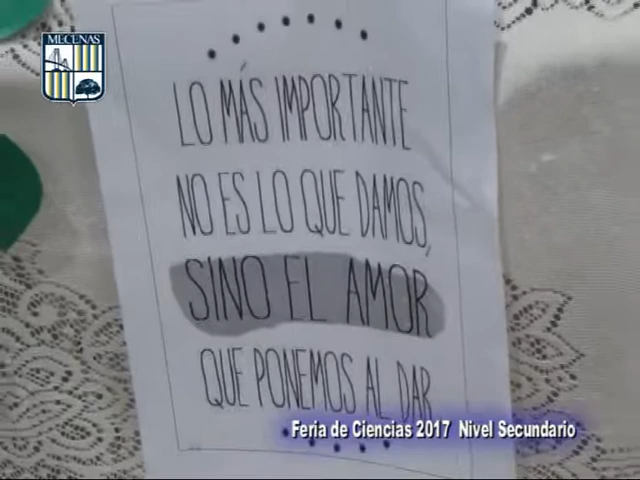 MECENAS
LO MÁS IMPORTANTE
NO ES LO QUE DAMOS,
SINO EL AMOR
QUE PONEMOS AL DAR
Feria de Ciencias 2017 Nivel Secundario